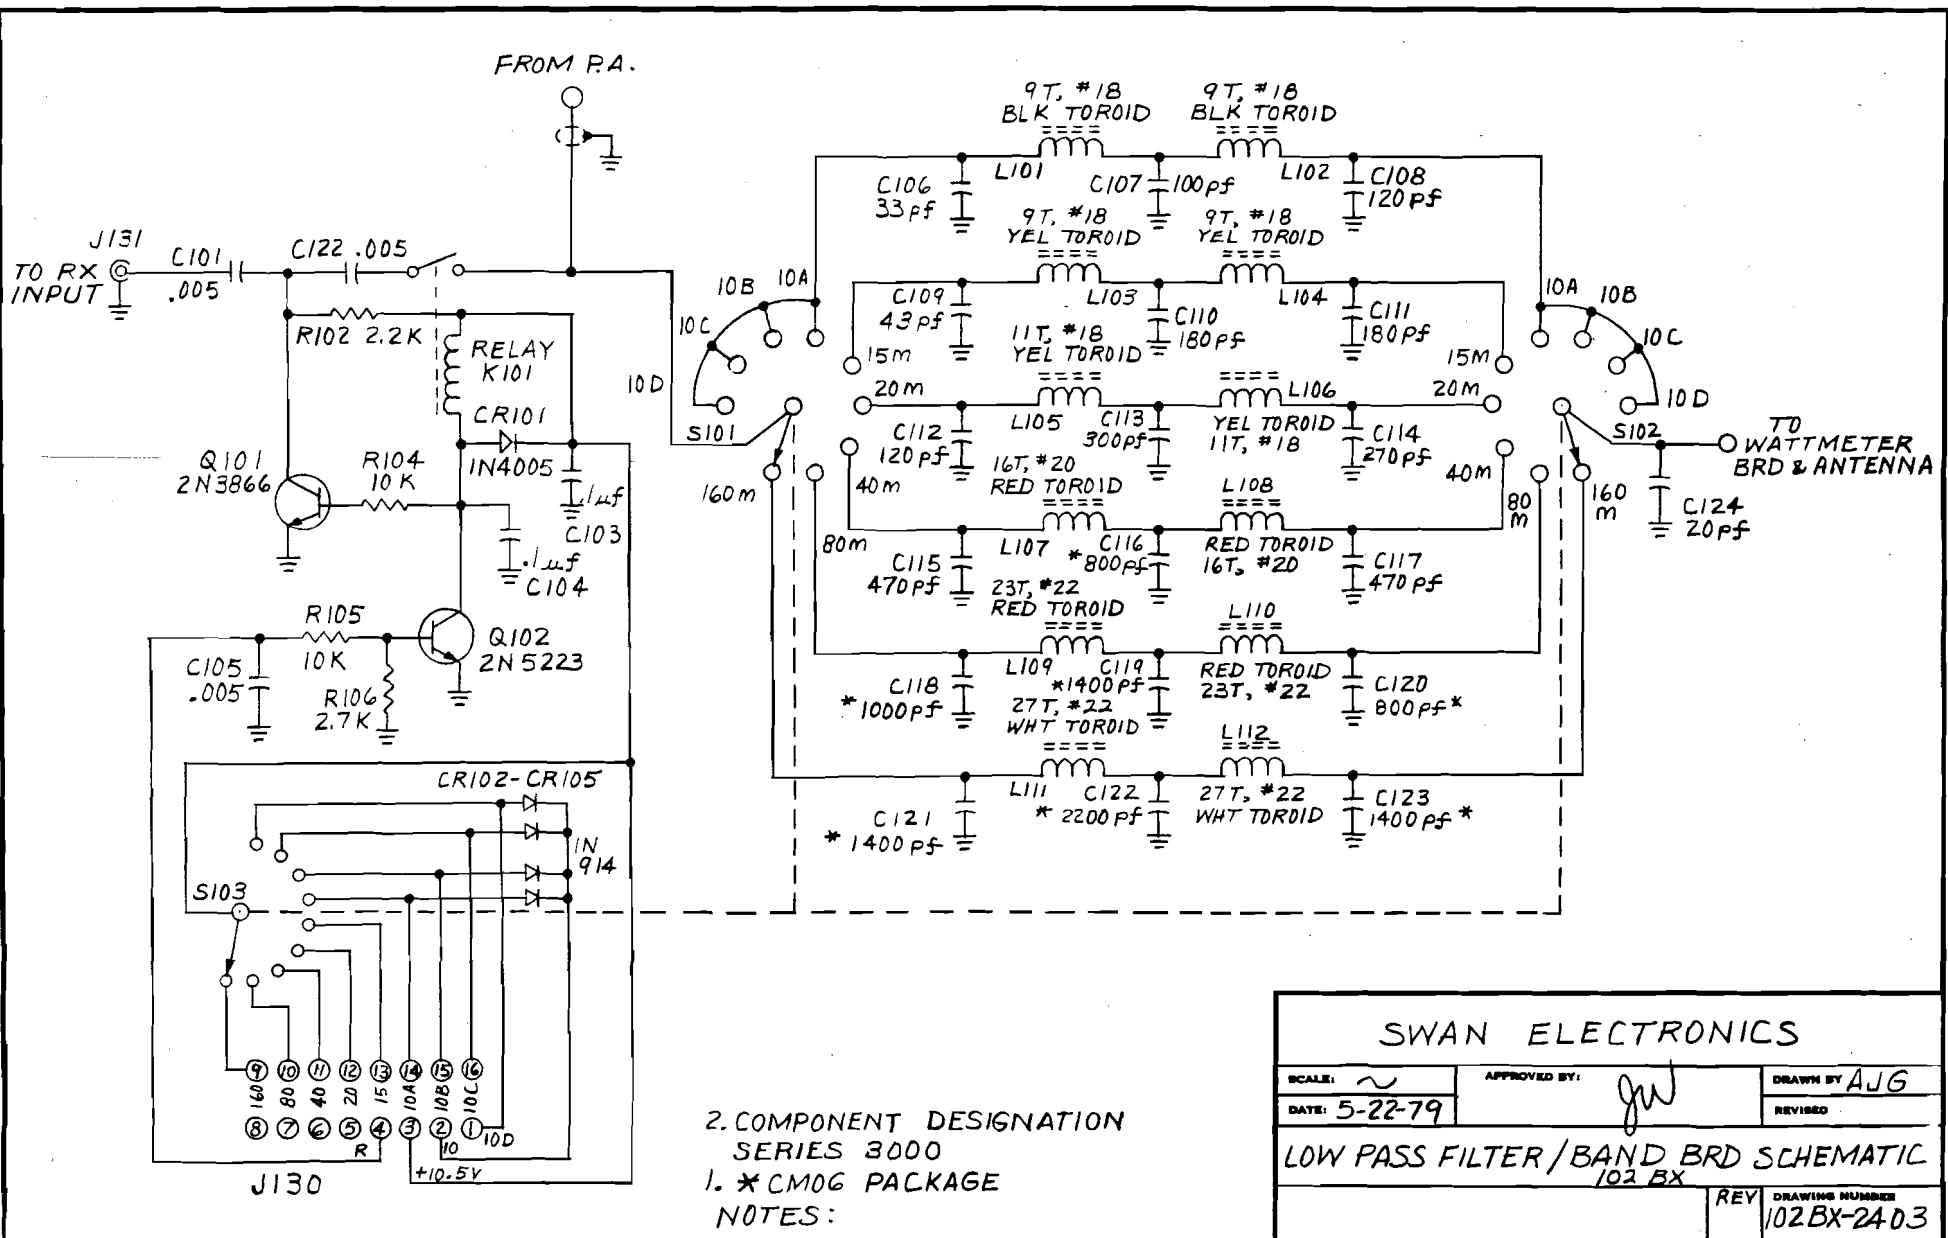 FROM P.A.
J131
TO RX
INPUT
C101
.005
C122 .005
R102 2.2K
RELAY
K101
CR101
1N4005
.1µf
C103
Q101
2N3866
R104
10K
.1µf
C104
R105
10K
Q102
2N5223
C105
.005
R106
2.7K
9T, #18
BLK TOROID
9T, #18
BLK TOROID
C106
33pf
L101
C107
100pf
L102
C108
120pf
9T, #18
YEL TOROID
9T, #18
YEL TOROID
C109
43pf
L103
C110
180pf
L104
C111
180pf
11T, #18
YEL TOROID
L105
C113
300pf
L106
YEL TOROID
11T, #18
C112
120pf
C114
270pf
16T, #20
RED TOROID
L107
C116
*800pf
L108
RED TOROID
16T, #20
C115
470pf
C117
470pf
23T, #22
RED TOROID
L109
C119
*1400pf
L110
RED TOROID
23T, #22
C118
*1000pf
C120
800pf*
27T, #22
WHT TOROID
L111
C122
* 2200pf
L112
27T, #22
WHT TOROID
C121
* 1400pf
C123
1400pf *
10A
10B
10C
10D
S101
15M
20M
40M
80M
160M
10A
10B
10C
10D
15M
20M
40M
80
M
160
M
S102
TO
WATTMETER
BRD & ANTENNA
C124
20pf
CR102-CR105
1N
914
S103
9 10 11 12 13 14 15 16
160 80 40 20 15 10A 10B 10C
8 7 6 5 4 3 2 1
R
10
10D
+10.5V
J130
2. COMPONENT DESIGNATION
SERIES 3000
1. * CM06 PACKAGE
NOTES:
SWAN ELECTRONICS
SCALE: ~
APPROVED BY: JW
DRAWN BY AJG
DATE: 5-22-79
REVISED
LOW PASS FILTER/BAND BRD SCHEMATIC
102 BX
REV
DRAWING NUMBER
102BX-2403